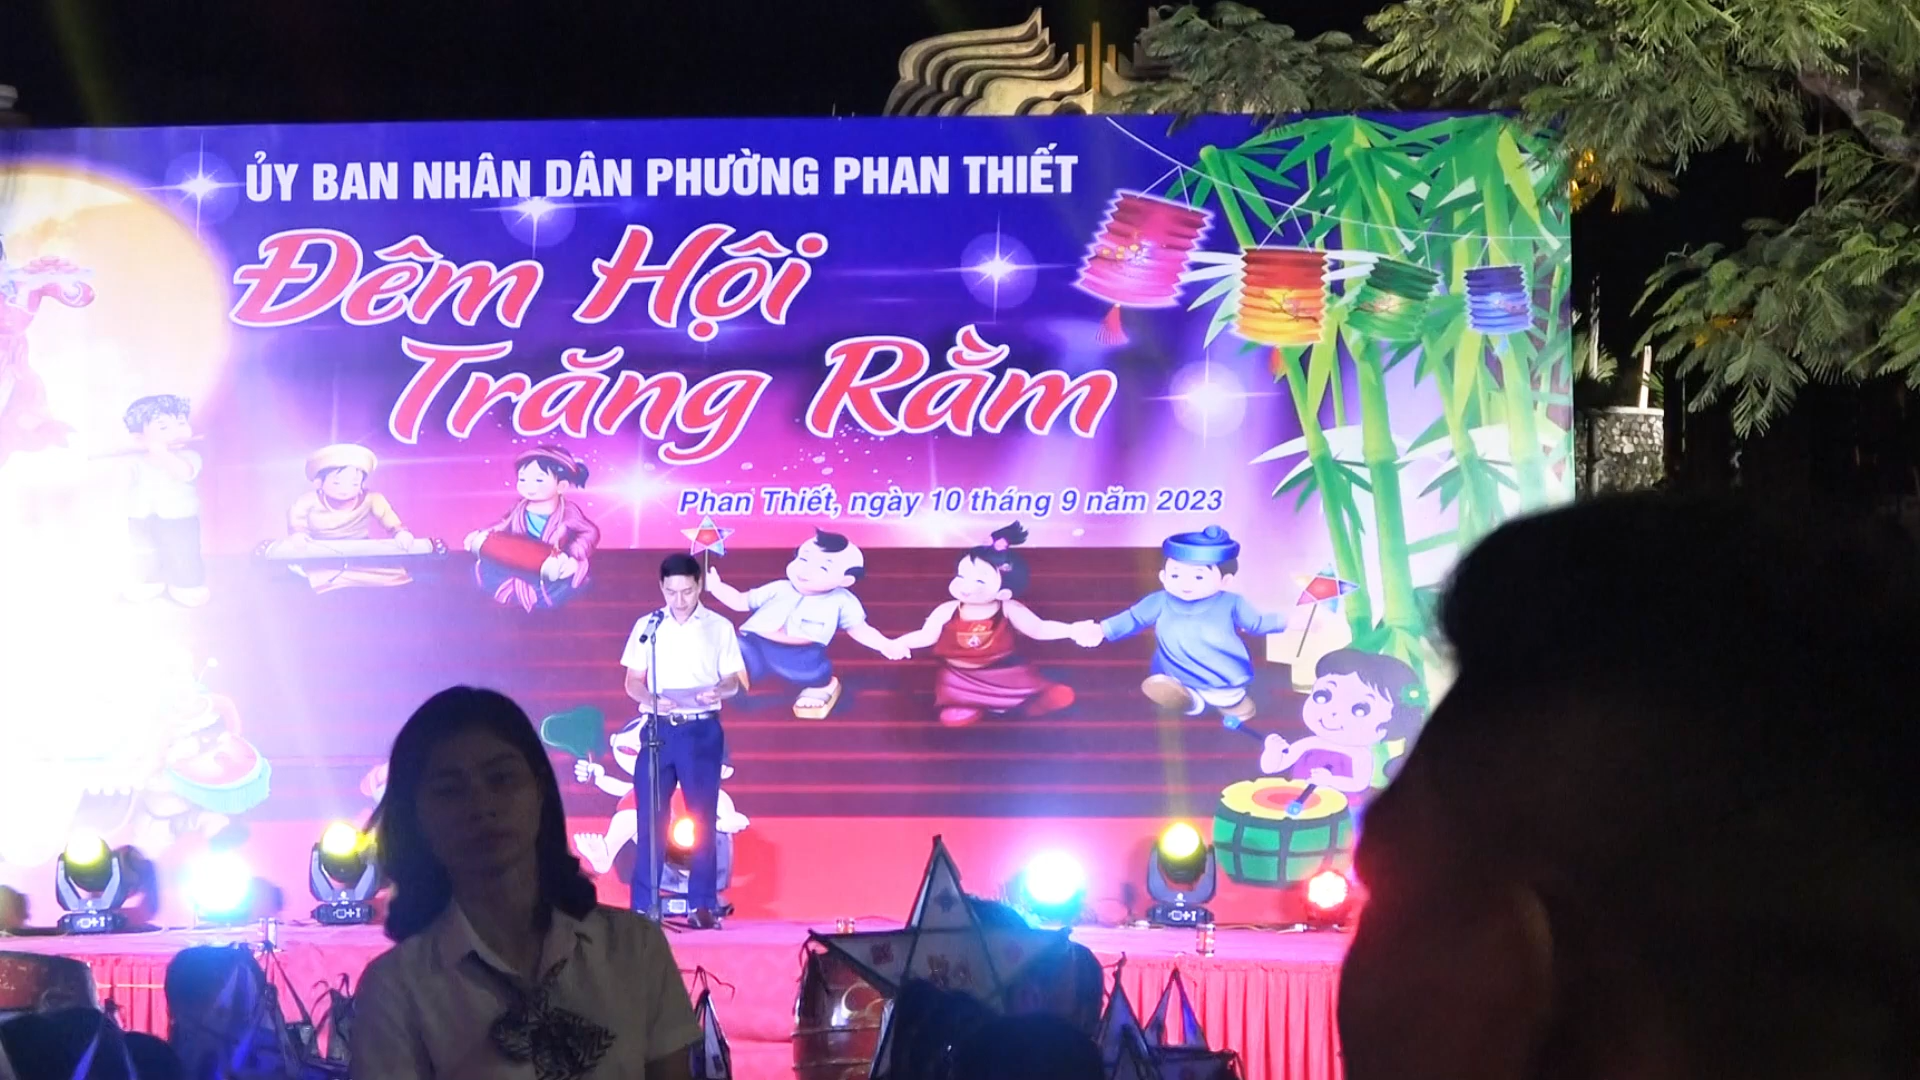 ỦY BAN NHÂN DÂN PHƯỜNG PHAN THIẾT
Đêm Hội
Trăng Rằm
Phan Thiết, ngày 10 tháng 9 năm 2023